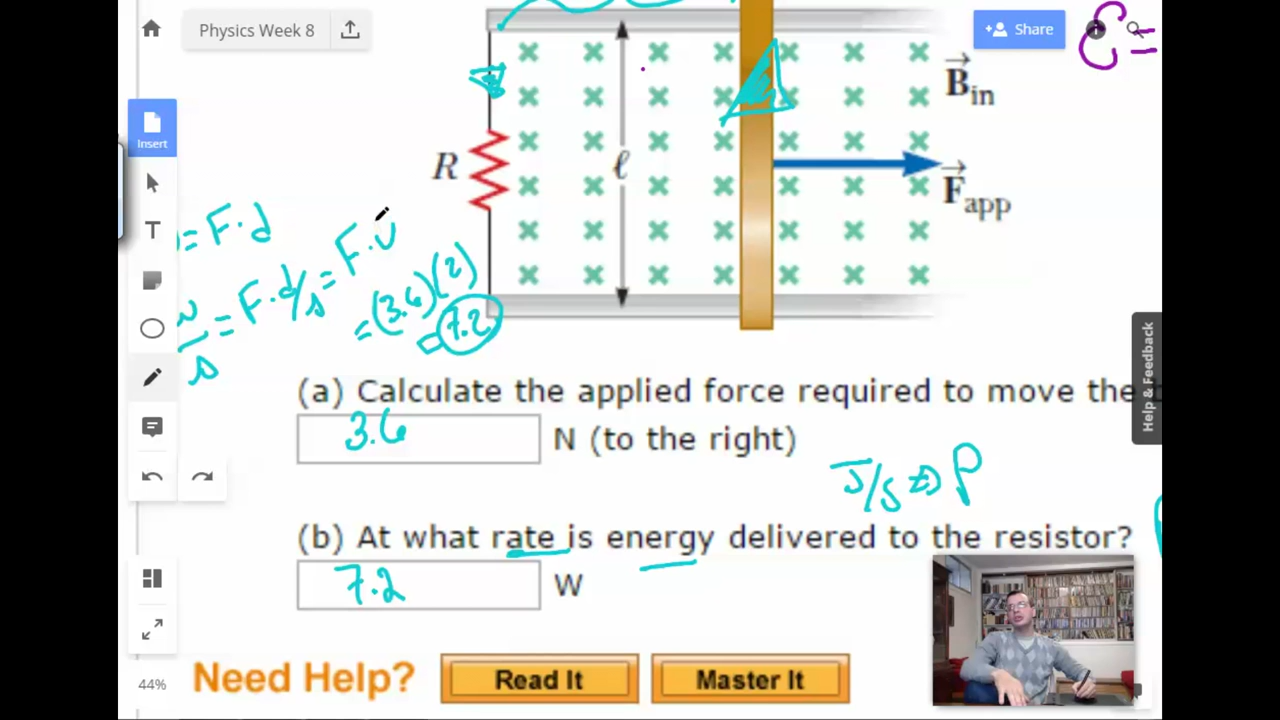 Physics Week 8
Share
ε =
B in
Insert
R
ℓ
F app
T
= F · d
= F · d/s = F · v
s
= (3.6)(2)
= 7.2
Help & Feedback
(a) Calculate the applied force required to move the
3.6 N (to the right)
J/s ⇔ P
(b) At what rate is energy delivered to the resistor?
7.2 W
44%
Need Help? Read It Master It